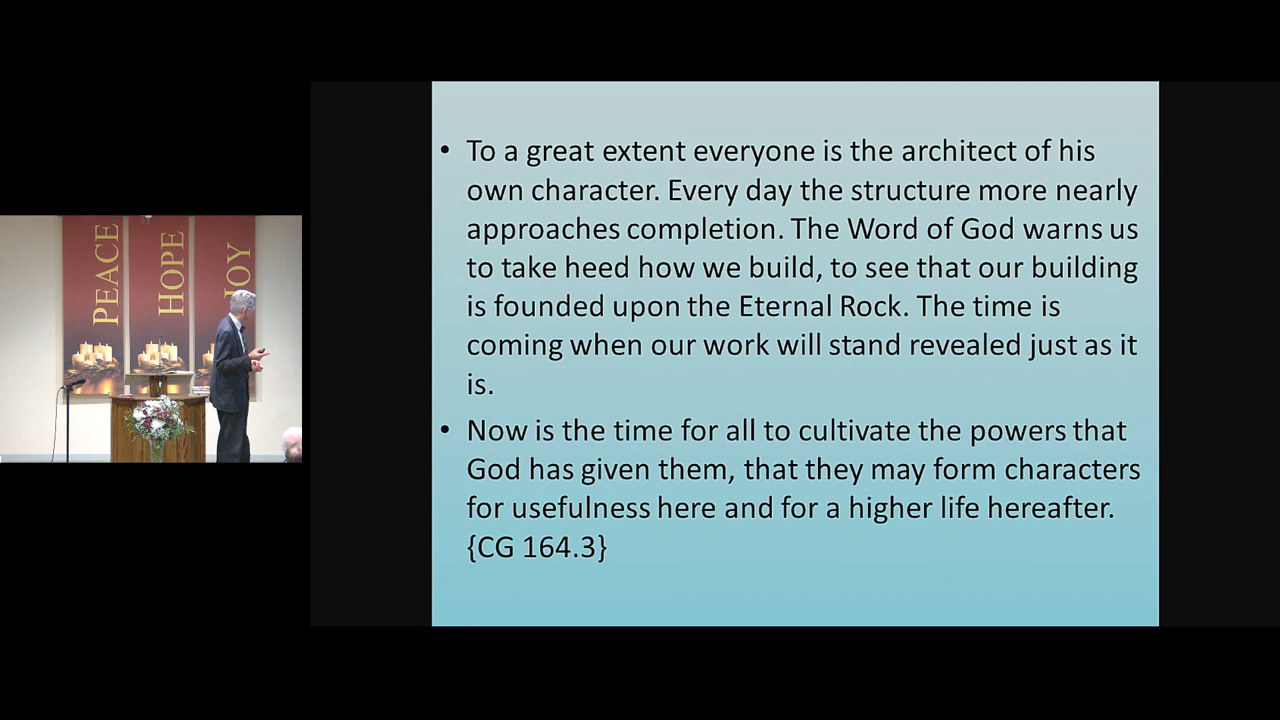 PEACE
HOPE
JOY
• To a great extent everyone is the architect of his
own character. Every day the structure more nearly
approaches completion. The Word of God warns us
to take heed how we build, to see that our building
is founded upon the Eternal Rock. The time is
coming when our work will stand revealed just as it
is.
• Now is the time for all to cultivate the powers that
God has given them, that they may form characters
for usefulness here and for a higher life hereafter.
{CG 164.3}